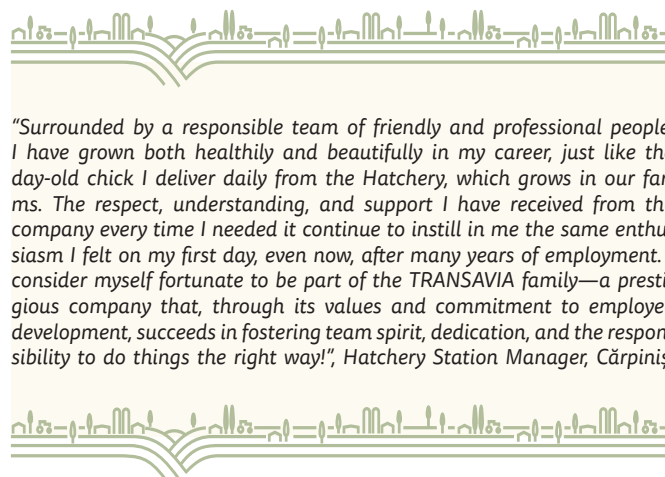 “Surrounded by a responsible team of friendly and professional people
I have grown both healthily and beautifully in my career, just like th
day-old chick I deliver daily from the Hatchery, which grows in our far
ms. The respect, understanding, and support I have received from th
company every time I needed it continue to instill in me the same enthu
siasm I felt on my first day, even now, after many years of employment.
consider myself fortunate to be part of the TRANSAVIA family—a presti
gious company that, through its values and commitment to employe
development, succeeds in fostering team spirit, dedication, and the respon
sibility to do things the right way!”, Hatchery Station Manager, Cărpiniș